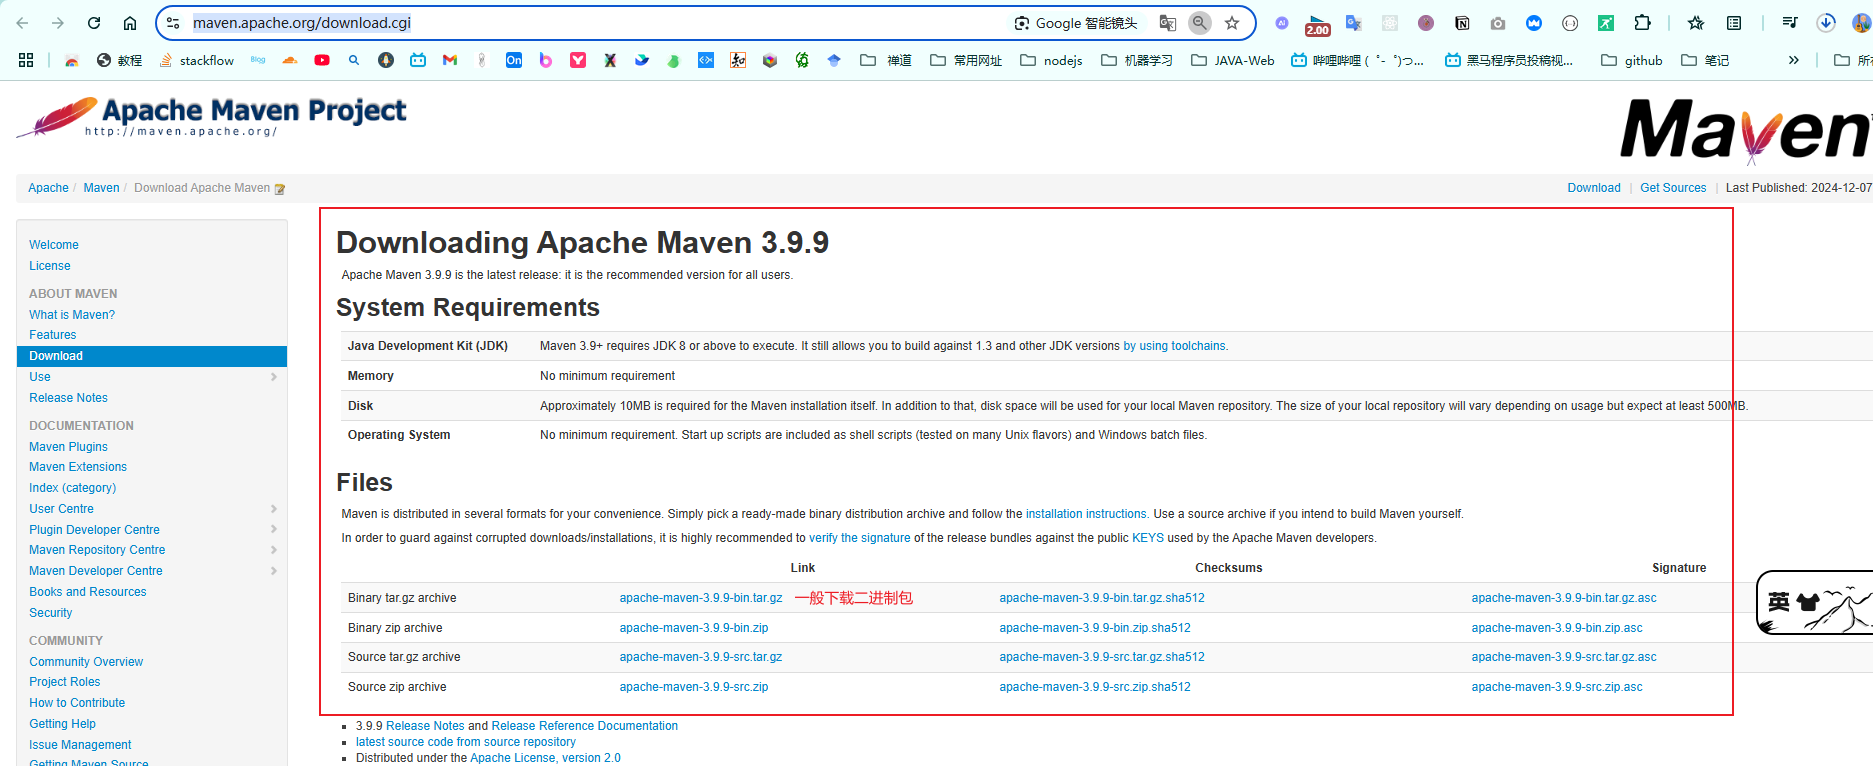 maven.apache.org/download.cgi
Google 智能镜头
2.00
教程
stackflow
禅道
常用网址
nodejs
机器学习
JAVA-Web
哔哩哔哩 ( ゜- ゜)つ...
黑马程序员投稿视...
github
笔记
Apache Maven Project
http://maven.apache.org/
Maven
Apache / Maven / Download Apache Maven
Download | Get Sources | Last Published: 2024-12-07
Welcome
License
ABOUT MAVEN
What is Maven?
Features
Download
Use
Release Notes
DOCUMENTATION
Maven Plugins
Maven Extensions
Index (category)
User Centre
Plugin Developer Centre
Maven Repository Centre
Maven Developer Centre
Books and Resources
Security
COMMUNITY
Community Overview
Project Roles
How to Contribute
Getting Help
Issue Management
Getting Maven Source
Downloading Apache Maven 3.9.9
Apache Maven 3.9.9 is the latest release: it is the recommended version for all users.
System Requirements
Java Development Kit (JDK) Maven 3.9+ requires JDK 8 or above to execute. It still allows you to build against 1.3 and other JDK versions by using toolchains.
Memory No minimum requirement
Disk Approximately 10MB is required for the Maven installation itself. In addition to that, disk space will be used for your local Maven repository. The size of your local repository will vary depending on usage but expect at least 500MB.
Operating System No minimum requirement. Start up scripts are included as shell scripts (tested on many Unix flavors) and Windows batch files.
Files
Maven is distributed in several formats for your convenience. Simply pick a ready-made binary distribution archive and follow the installation instructions. Use a source archive if you intend to build Maven yourself.
In order to guard against corrupted downloads/installations, it is highly recommended to verify the signature of the release bundles against the public KEYS used by the Apache Maven developers.
Link Checksums Signature
Binary tar.gz archive apache-maven-3.9.9-bin.tar.gz 一般下载二进制包 apache-maven-3.9.9-bin.tar.gz.sha512 apache-maven-3.9.9-bin.tar.gz.asc
Binary zip archive apache-maven-3.9.9-bin.zip apache-maven-3.9.9-bin.zip.sha512 apache-maven-3.9.9-bin.zip.asc
Source tar.gz archive apache-maven-3.9.9-src.tar.gz apache-maven-3.9.9-src.tar.gz.sha512 apache-maven-3.9.9-src.tar.gz.asc
Source zip archive apache-maven-3.9.9-src.zip apache-maven-3.9.9-src.zip.sha512 apache-maven-3.9.9-src.zip.asc
3.9.9 Release Notes and Release Reference Documentation
latest source code from source repository
Distributed under the Apache License, version 2.0
英